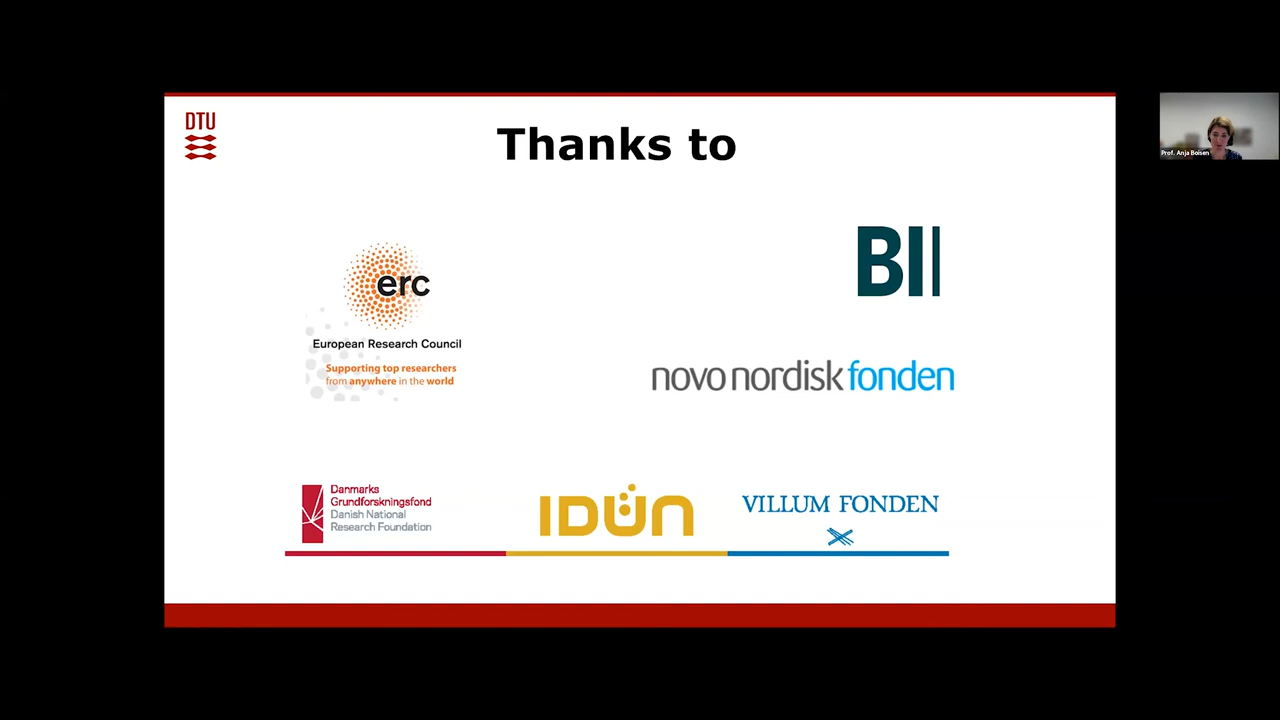 DTU
Thanks to
Prof. Anja Boisen
BII
erc
European Research Council
Supporting top researchers
from anywhere in the world
novo nordisk fonden
Danmarks
Grundforskningsfond
Danish National
Research Foundation
IDUN
VILLUM FONDEN